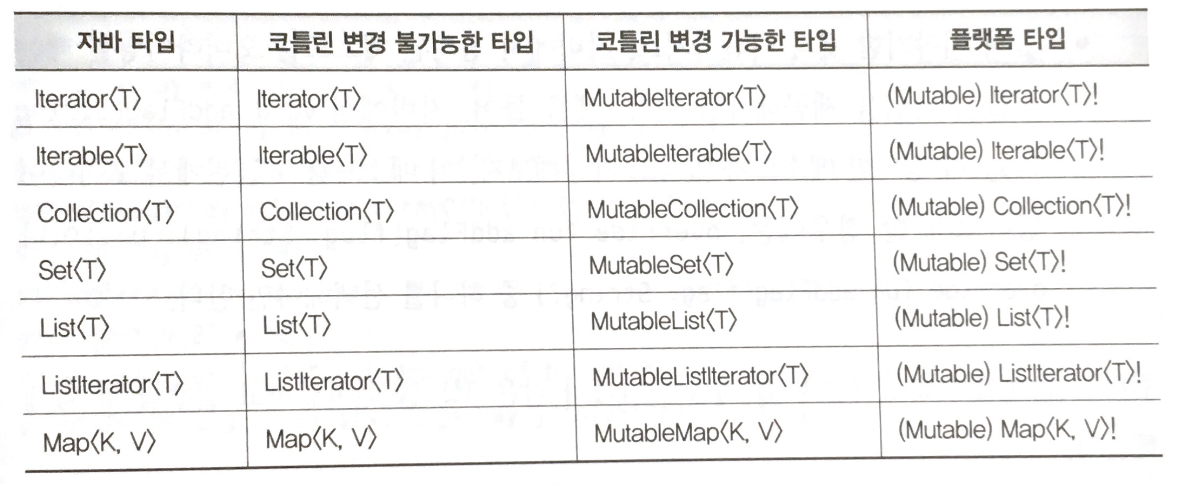 자바 타입 코틀린 변경 불가능한 타입 코틀린 변경 가능한 타입 플랫폼 타입
Iterator〈T〉 Iterator〈T〉 MutableIterator〈T〉 (Mutable) Iterator〈T〉!
Iterable〈T〉 Iterable〈T〉 MutableIterable〈T〉 (Mutable) Iterable〈T〉!
Collection〈T〉 Collection〈T〉 MutableCollection〈T〉 (Mutable) Collection〈T〉!
Set〈T〉 Set〈T〉 MutableSet〈T〉 (Mutable) Set〈T〉!
List〈T〉 List〈T〉 MutableList〈T〉 (Mutable) List〈T〉!
ListIterator〈T〉 ListIterator〈T〉 MutableListIterator〈T〉 (Mutable) ListIterator〈T〉!
Map〈K, V〉 Map〈K, V〉 MutableMap〈K, V〉 (Mutable) Map〈K, V〉!